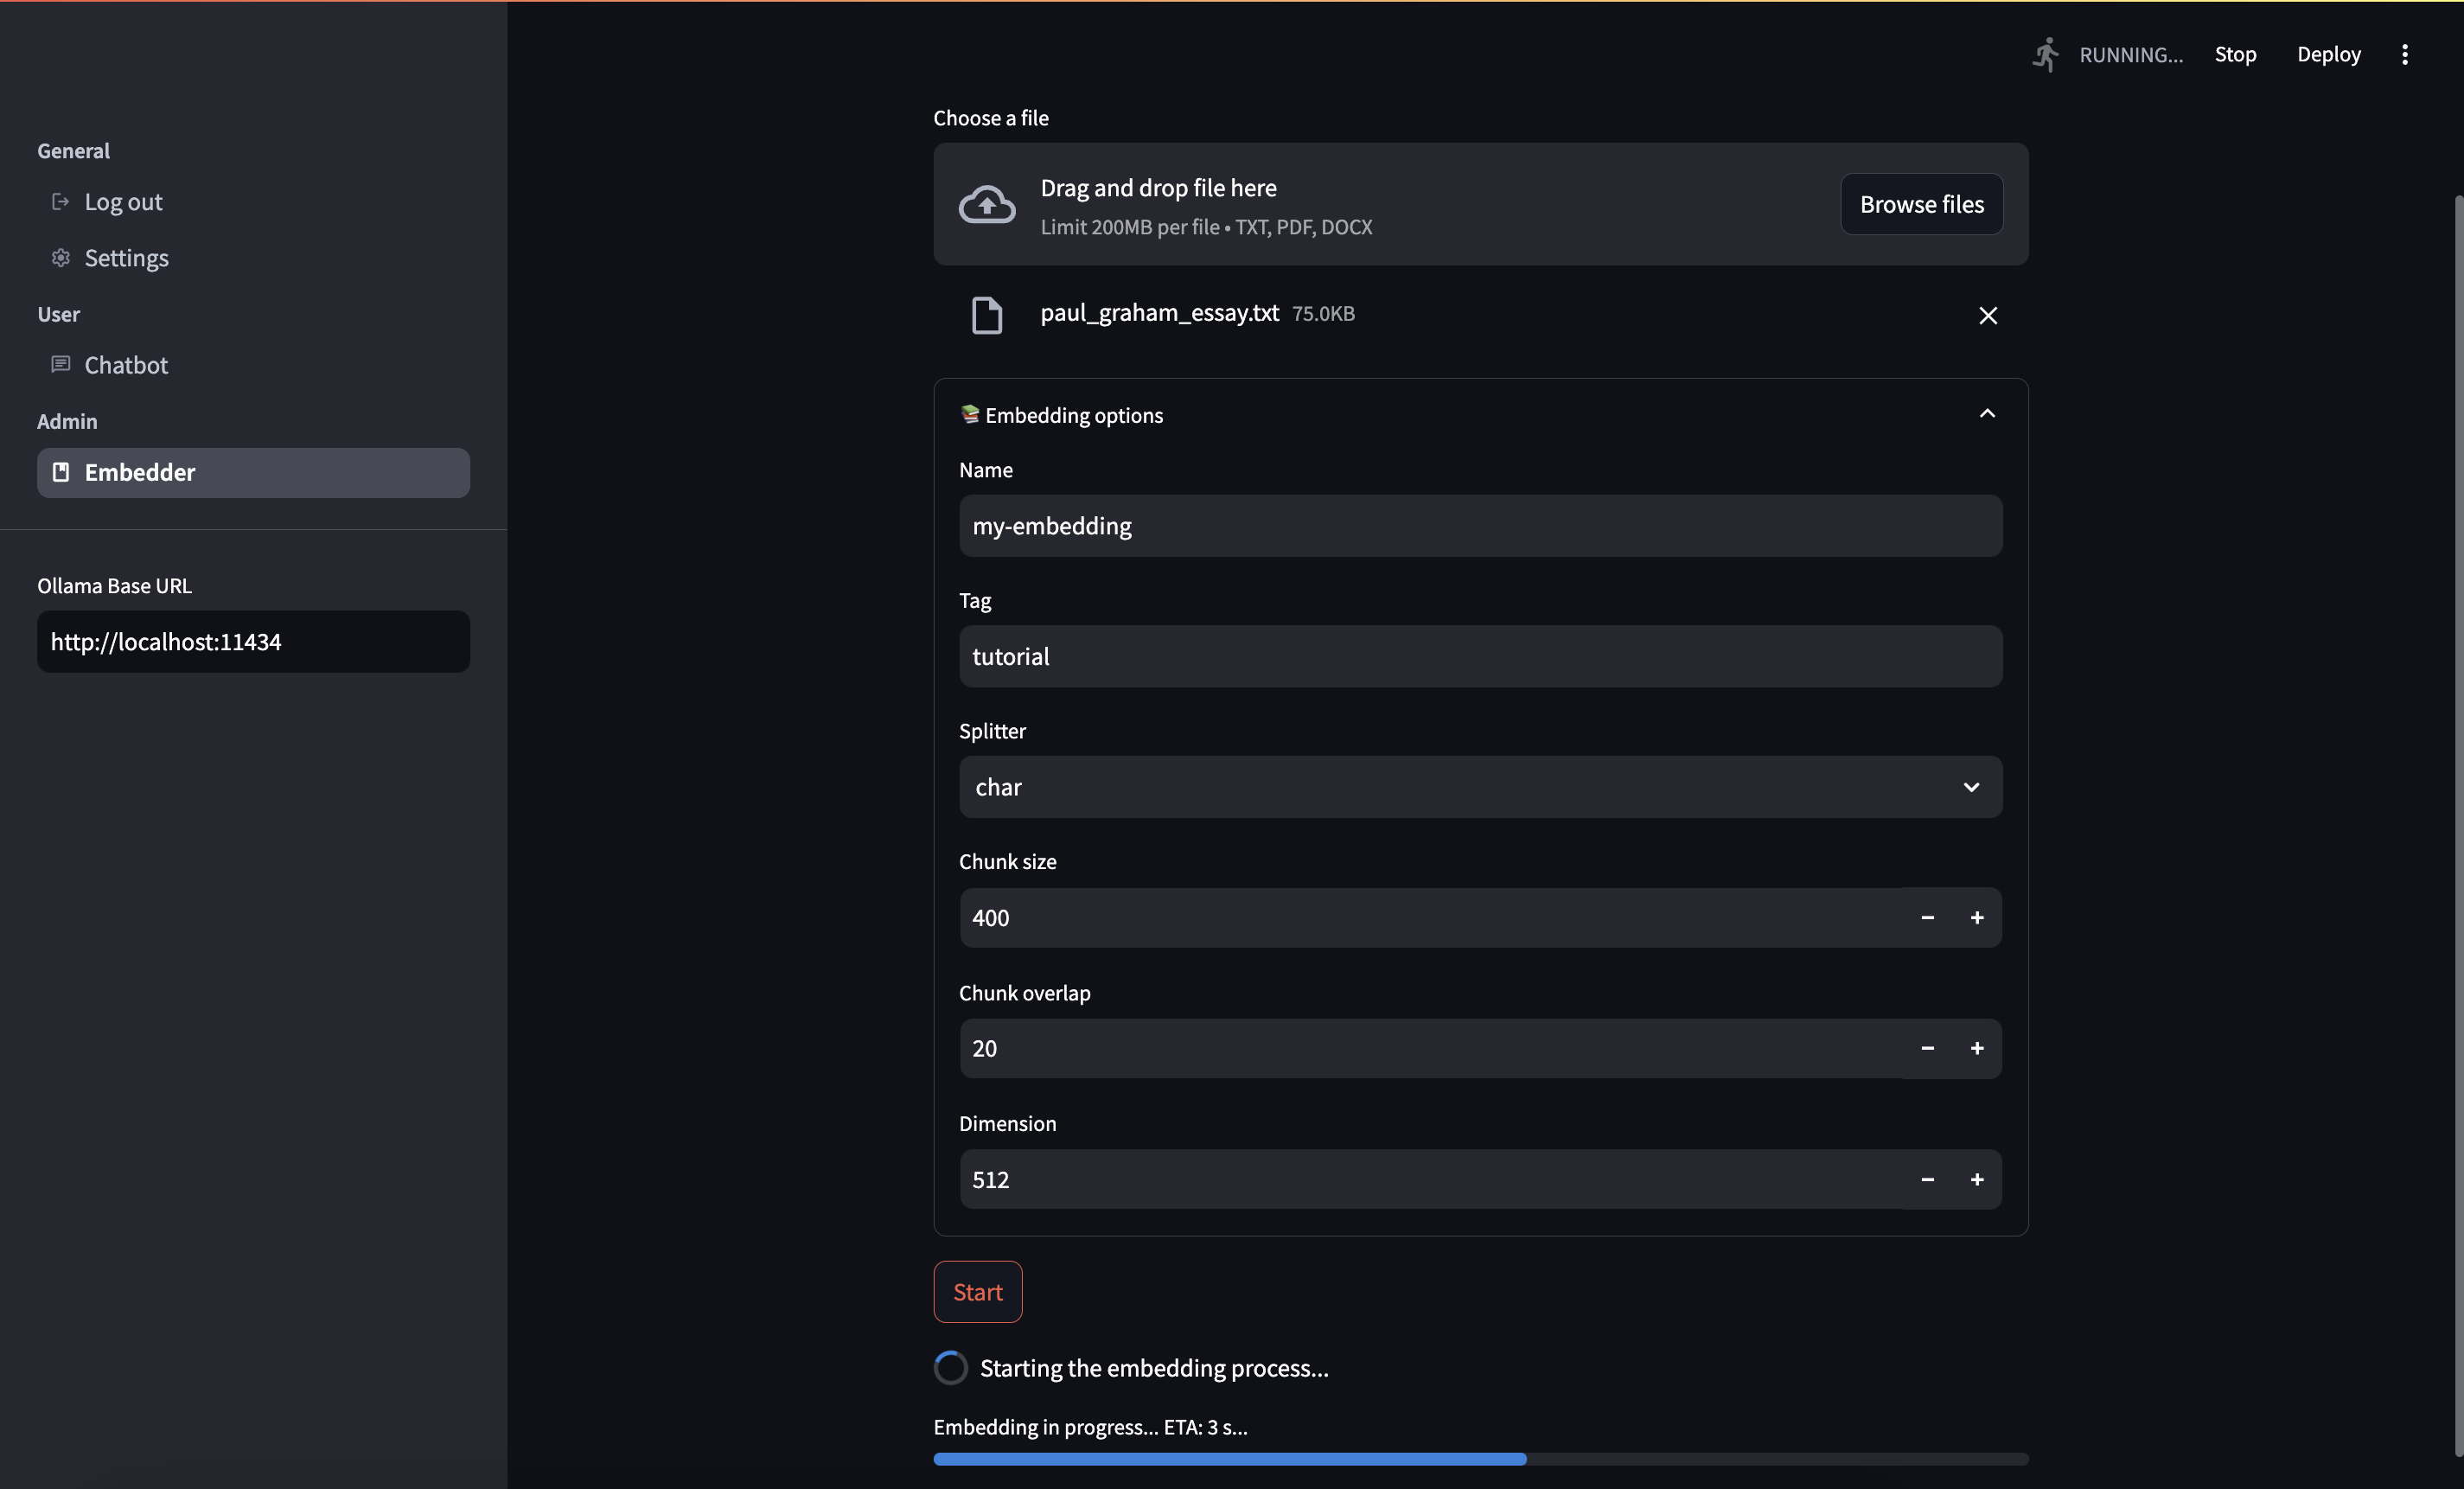 RUNNING...
Stop
Deploy
General
Log out
Settings
User
Chatbot
Admin
Embedder
Ollama Base URL
http://localhost:11434
Choose a file
Drag and drop file here
Limit 200MB per file • TXT, PDF, DOCX
Browse files
paul_graham_essay.txt 75.0KB
📚 Embedding options
Name
my-embedding
Tag
tutorial
Splitter
char
Chunk size
400
Chunk overlap
20
Dimension
512
Start
Starting the embedding process...
Embedding in progress... ETA: 3 s...